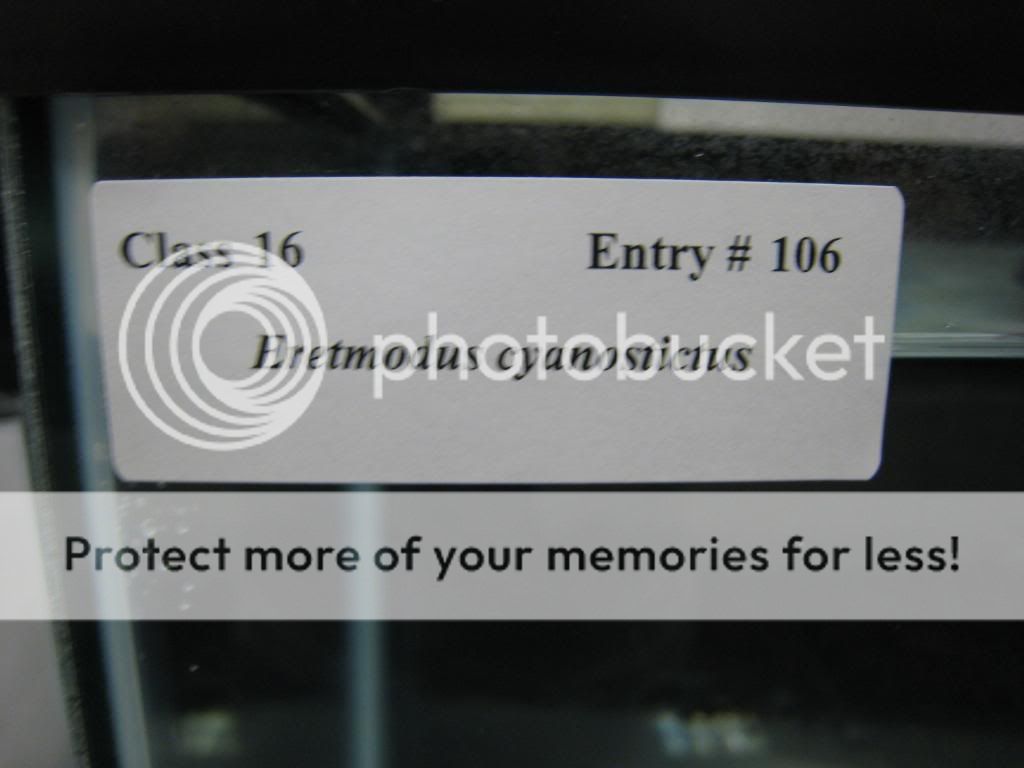 Class 16 Entry # 106
Eretmodus cyanostictus
photobucket
Protect more of your memories for less!